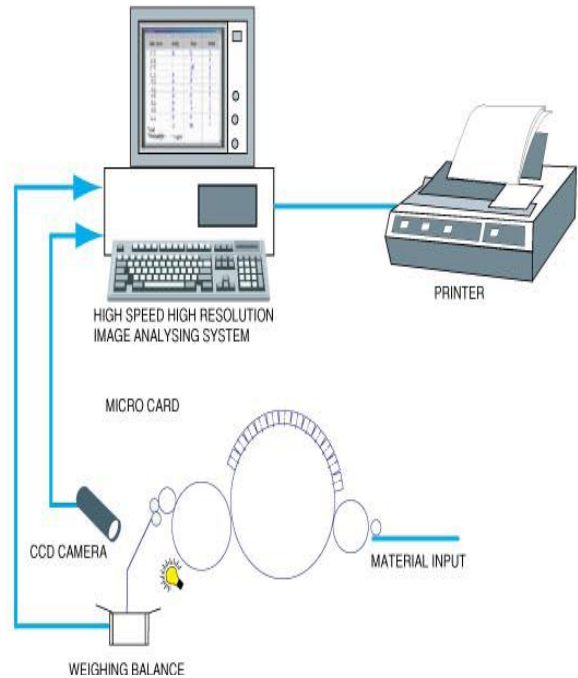 PRINTER
HIGH SPEED HIGH RESOLUTION
IMAGE ANALYSING SYSTEM
MICRO CARD
CCD CAMERA
MATERIAL INPUT
WEIGHING BALANCE